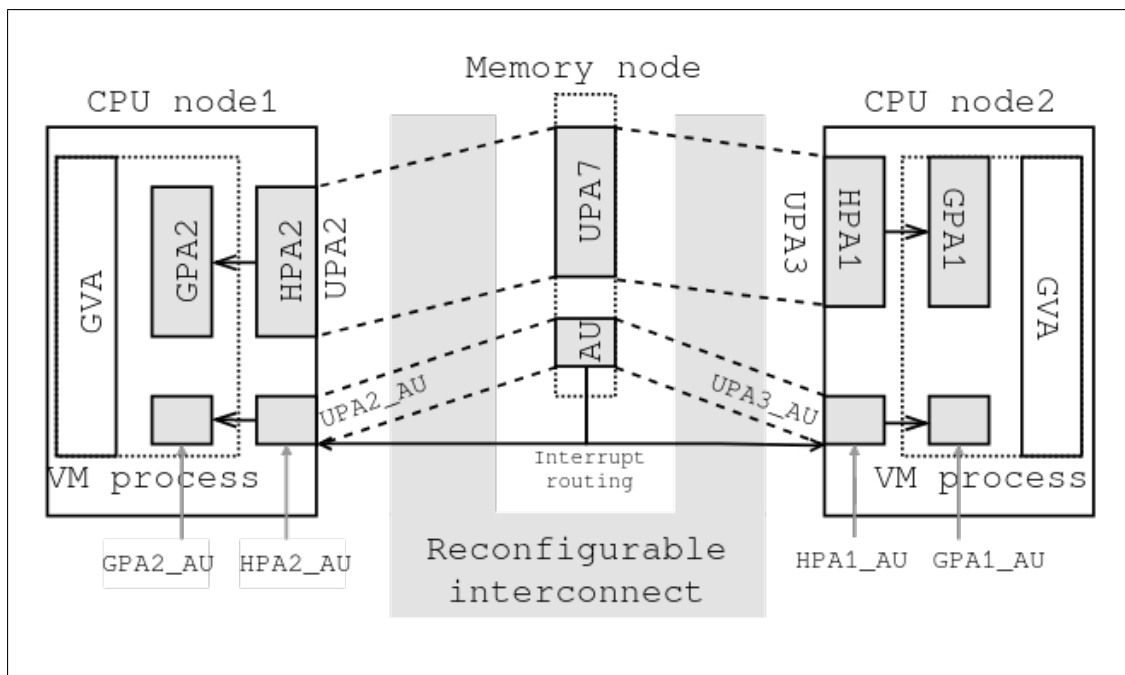 Memory node
CPU node1
CPU node2
GVA
GPA2
HPA2
UPA2
UPA7
AU
UPA3
HPA1
GPA1
GVA
UPA2_AU
UPA3_AU
Interrupt
routing
VM process
VM process
GPA2_AU
HPA2_AU
HPA1_AU
GPA1_AU
Reconfigurable
interconnect